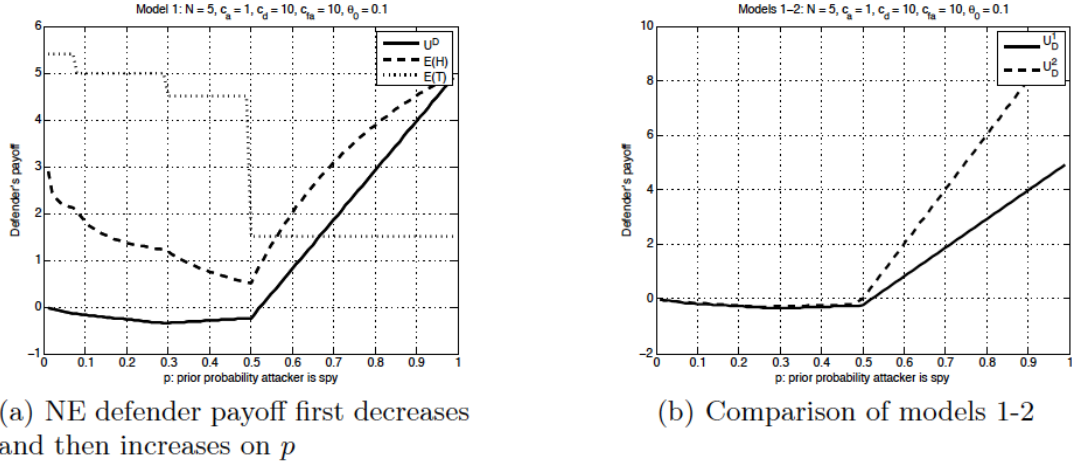 Model 1: N = 5, c_a = 1, c_d = 10, c_fa = 10, θ_0 = 0.1
6
5
4
3
2
1
0
−1
Defender's payoff
U^D
E(H)
E(T)
0 0.1 0.2 0.3 0.4 0.5 0.6 0.7 0.8 0.9 1
p: prior probability attacker is spy
(a) NE defender payoff first decreases
and then increases on p
Models 1−2: N = 5, c_a = 1, c_d = 10, c_fa = 10, θ_0 = 0.1
10
8
6
4
2
0
−2
Defender's payoff
U_D^1
U_D^2
0 0.1 0.2 0.3 0.4 0.5 0.6 0.7 0.8 0.9 1
p: prior probability attacker is spy
(b) Comparison of models 1-2